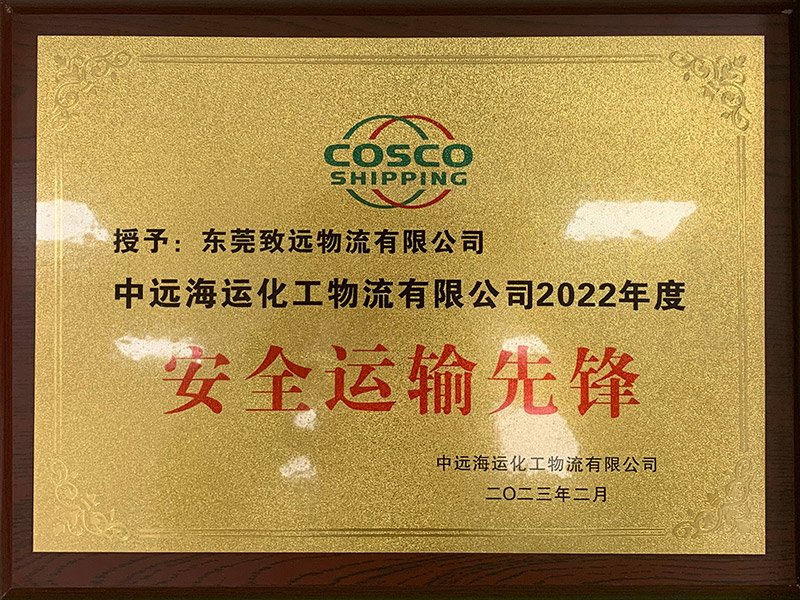 COSCO
SHIPPING
授予：东莞致远物流有限公司
中远海运化工物流有限公司2022年度
安全运输先锋
中远海运化工物流有限公司
二〇二三年二月